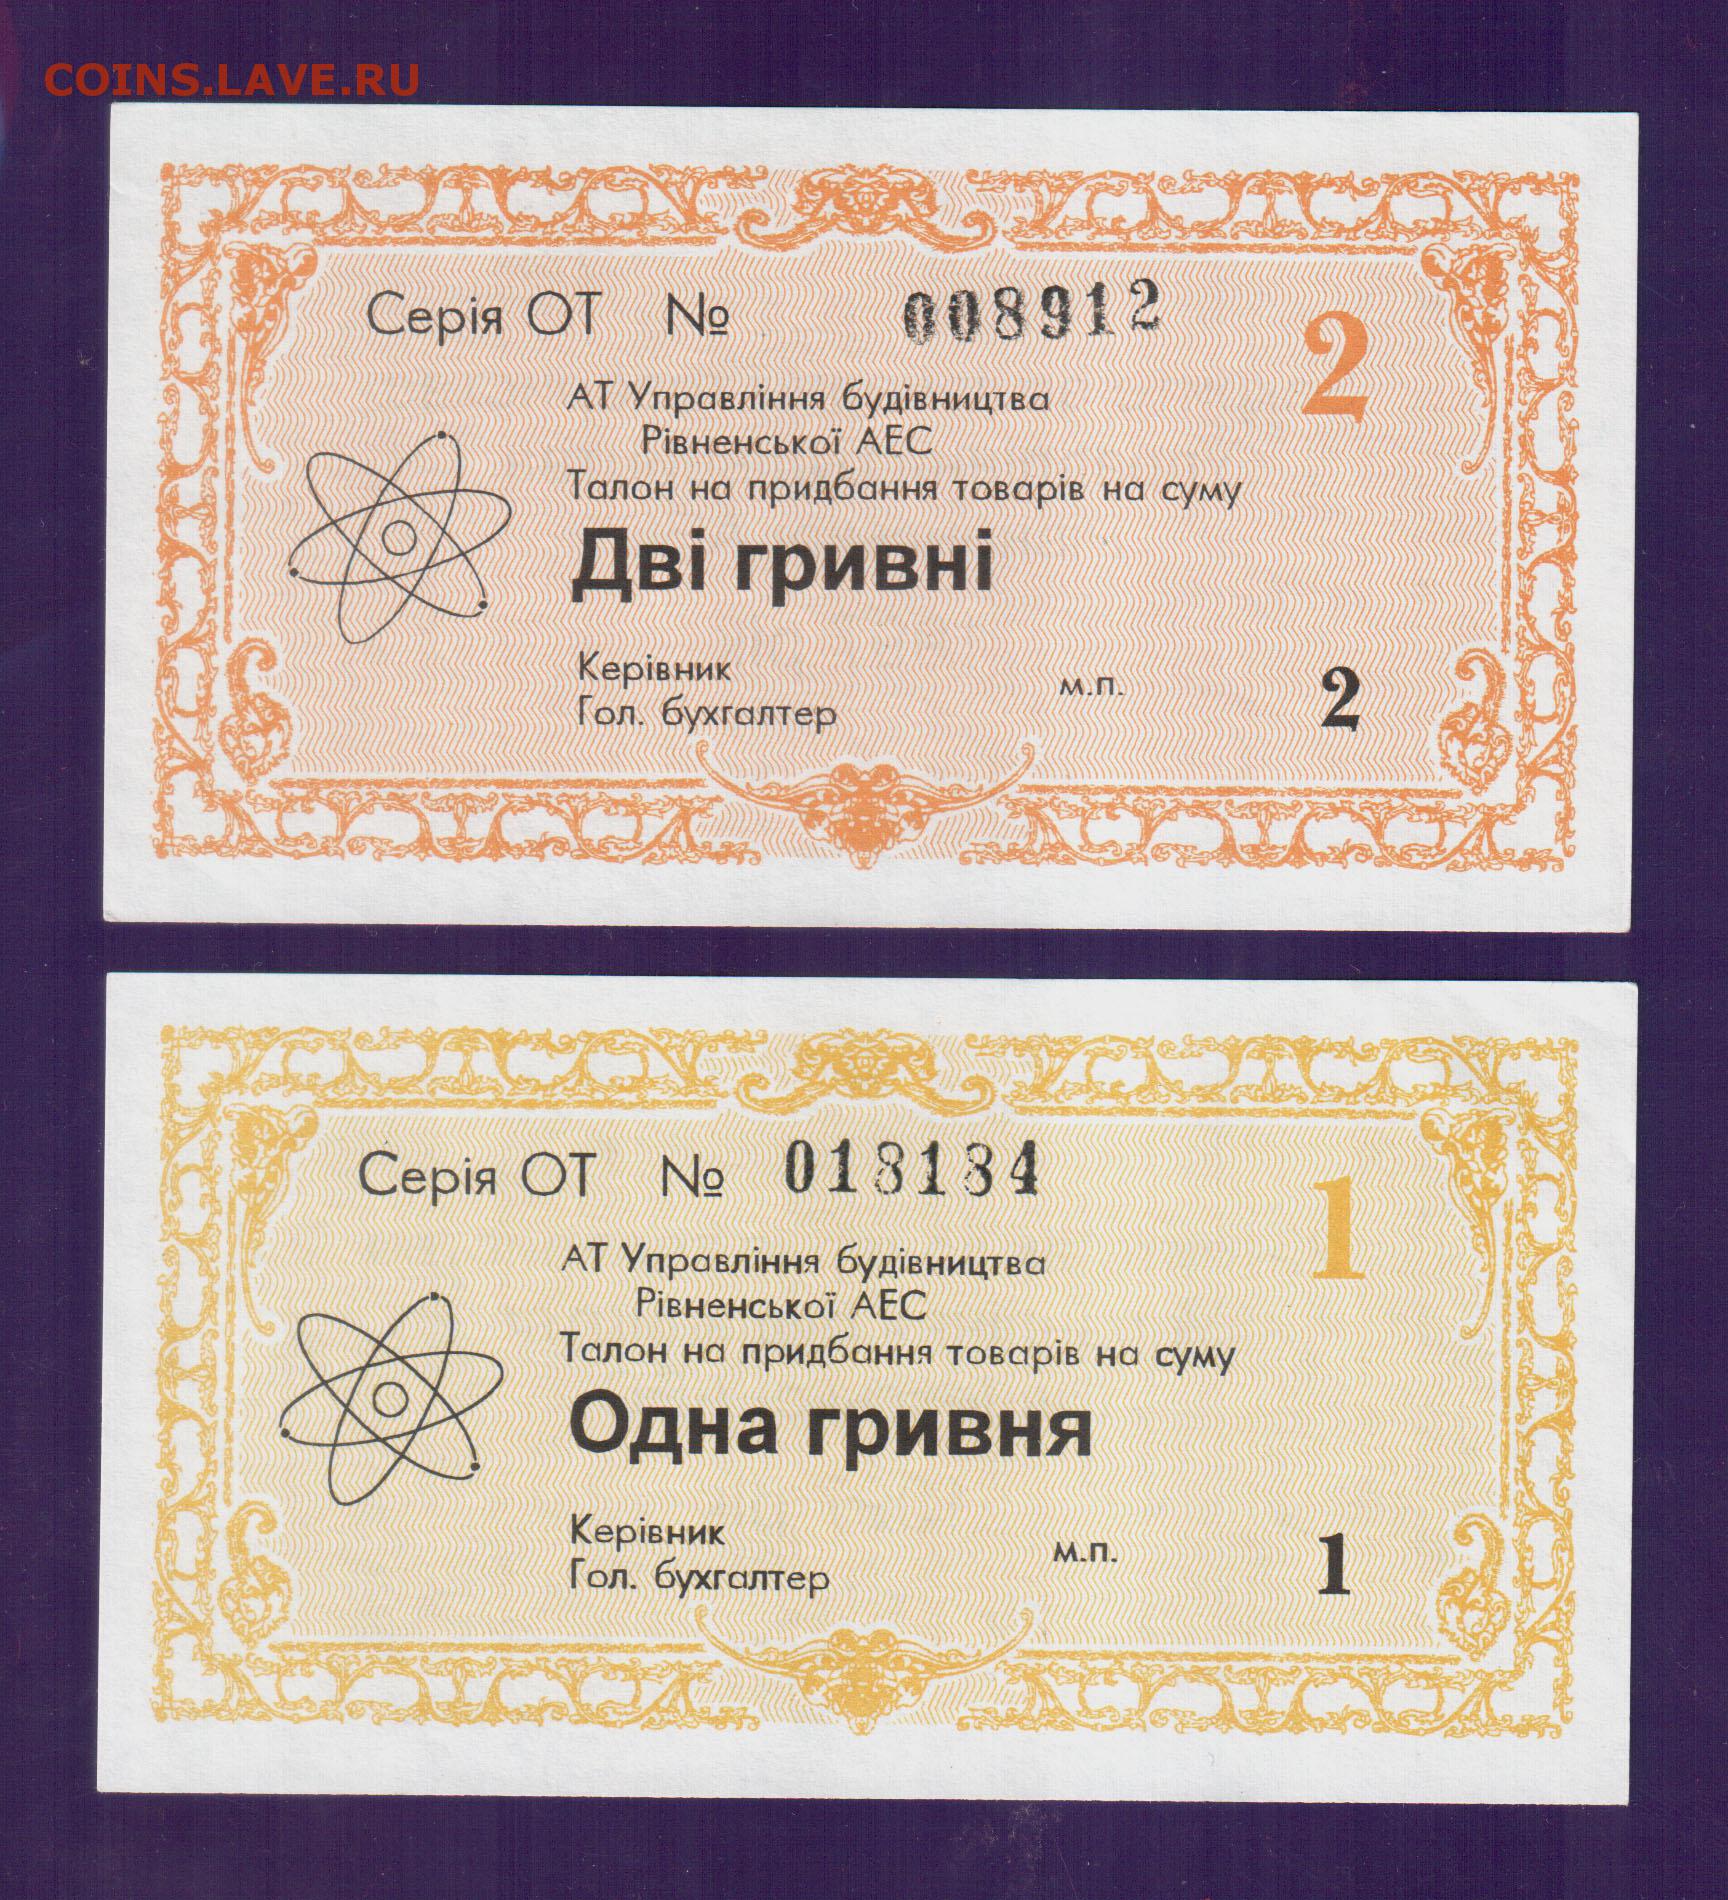 COINS.LAVE.RU
Серія ОТ № 008912
2
АТ Управління будівництва
Рівненської АЕС
Талон на придбання товарів на суму
Дві гривні
Керівник
м.п.
2
Гол. бухгалтер
Серія ОТ № 018184
1
АТ Управління будівництва
Рівненської АЕС
Талон на придбання товарів на суму
Одна гривня
Керівник
м.п.
1
Гол. бухгалтер